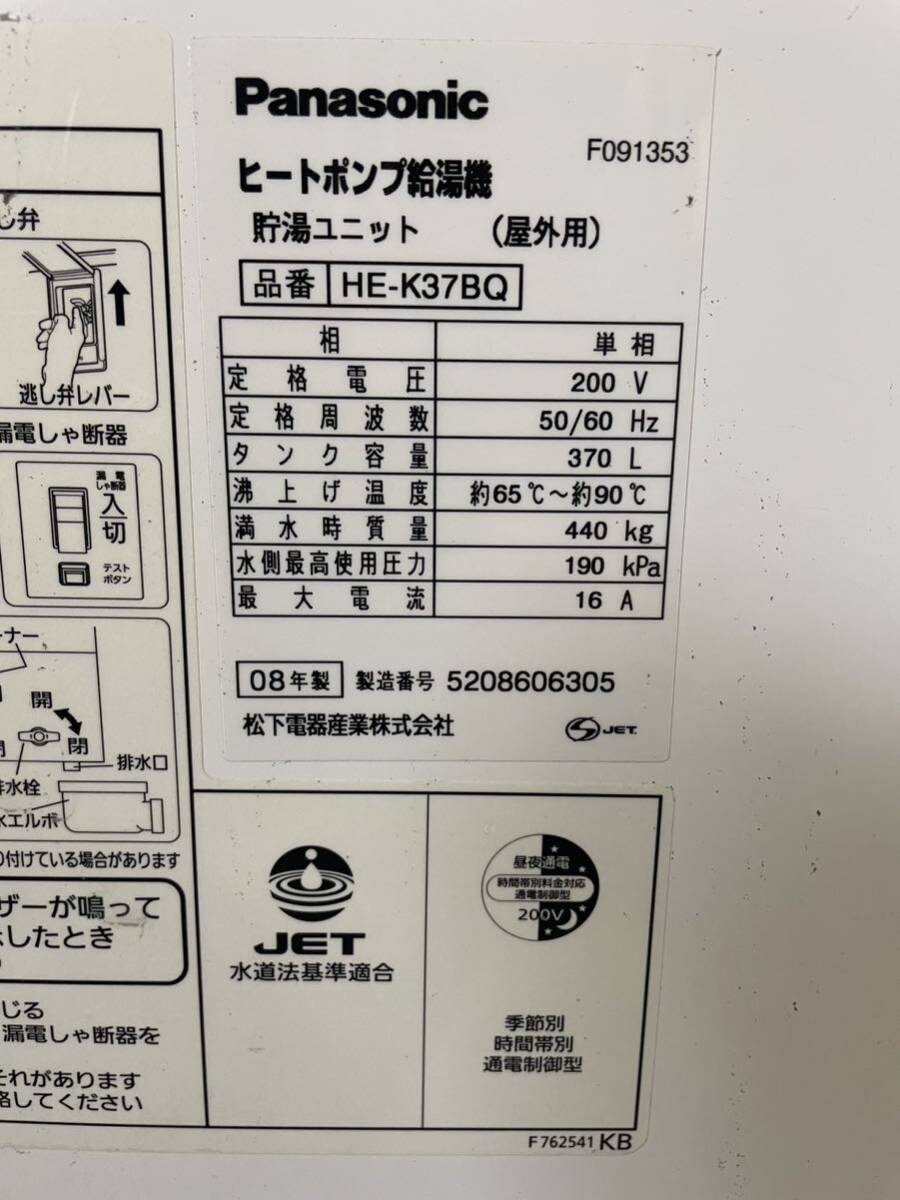 Panasonic
F091353
ヒートポンプ給湯機
貯湯ユニット (屋外用)
品番 HE-K37BQ
相 単相
定格電圧 200 V
定格周波数 50/60 Hz
タンク容量 370 L
沸上げ温度 約65℃～約90℃
満水時質量 440 kg
水側最高使用圧力 190 kPa
最大電流 16 A
08年製 製造番号 5208606305
松下電器産業株式会社
S JET
し弁
逃し弁レバー
漏電しゃ断器
漏電
しゃ断器
入
切
テスト
ボタン
ーナー
開
閉
排水口
水栓
水エルボ
り付けている場合があります
ザーが鳴って
したとき
じる
漏電しゃ断器を
それがあります
絡してください
JET
水道法基準適合
昼夜通電
時間帯別料金対応
通電制御型
200V
季節別
時間帯別
通電制御型
F762541 KB